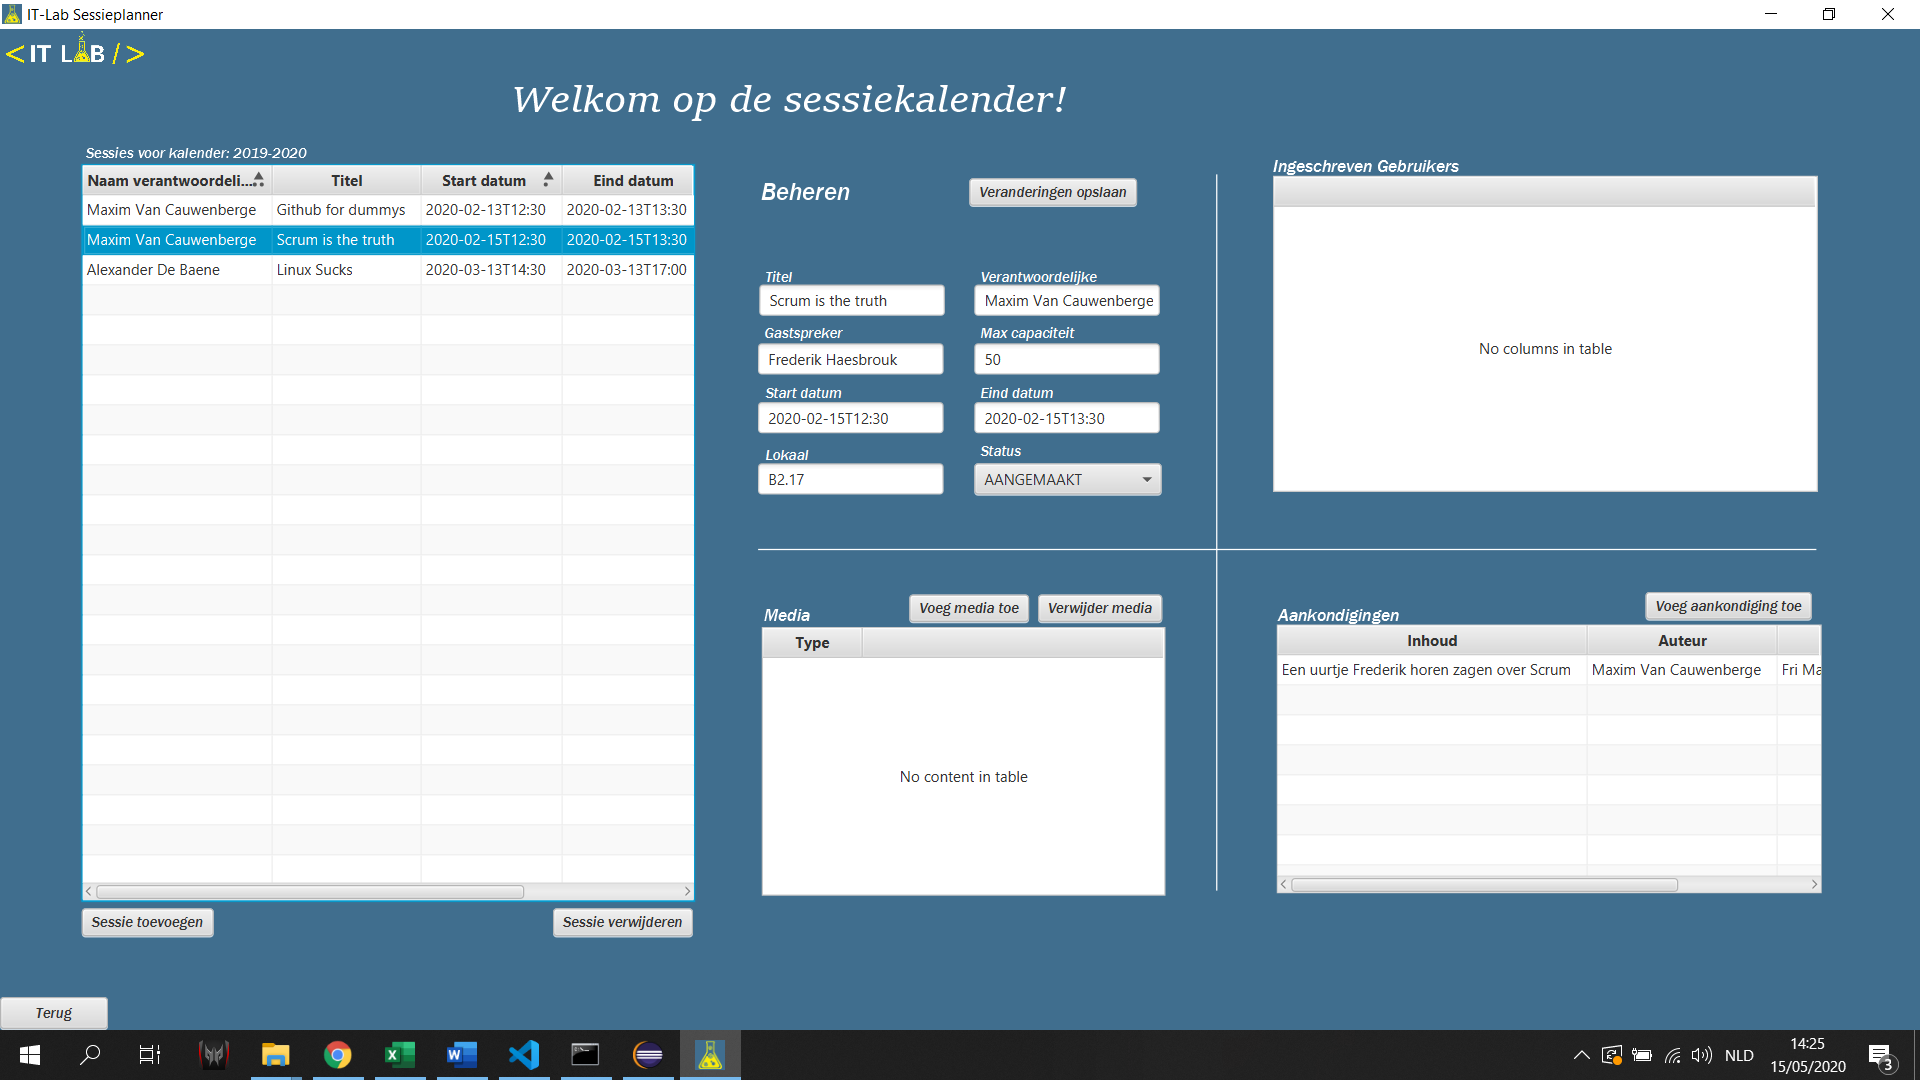 IT-Lab Sessieplanner
<IT LAB/>
Welkom op de sessiekalender!
Sessies voor kalender: 2019-2020
Naam verantwoordeli... Titel Start datum Eind datum
Maxim Van Cauwenberge Github for dummys 2020-02-13T12:30 2020-02-13T13:30
Maxim Van Cauwenberge Scrum is the truth 2020-02-15T12:30 2020-02-15T13:30
Alexander De Baene Linux Sucks 2020-03-13T14:30 2020-03-13T17:00
Sessie toevoegen Sessie verwijderen
Beheren Veranderingen opslaan
Titel Verantwoordelijke
Scrum is the truth Maxim Van Cauwenberge
Gastspreker Max capaciteit
Frederik Haesbrouk 50
Start datum Eind datum
2020-02-15T12:30 2020-02-15T13:30
Lokaal Status
B2.17 AANGEMAAKT
Ingeschreven Gebruikers
No columns in table
Media Voeg media toe Verwijder media
Type
No content in table
Aankondigingen Voeg aankondiging toe
Inhoud Auteur
Een uurtje Frederik horen zagen over Scrum Maxim Van Cauwenberge Fri Ma
Terug
NLD
14:25
15/05/2020
3